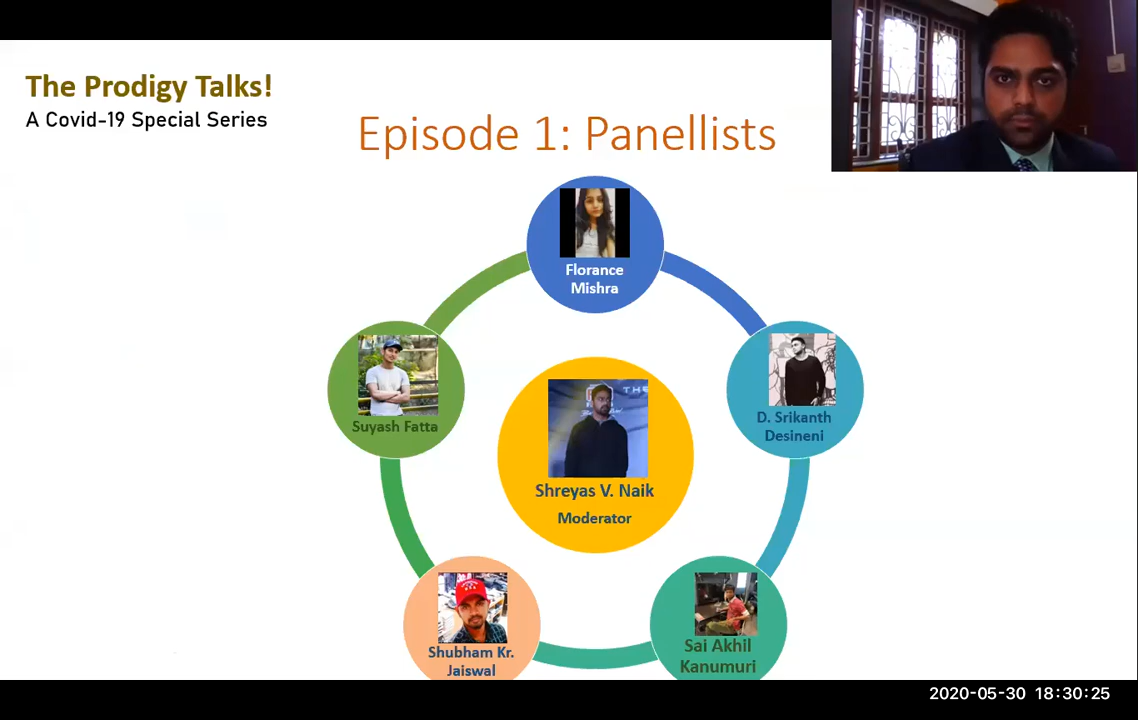 The Prodigy Talks!
A Covid-19 Special Series
Episode 1: Panellists
Florance
Mishra
Suyash Fatta
D. Srikanth
Desineni
Shreyas V. Naik
Moderator
Shubham Kr.
Jaiswal
Sai Akhil
Kanumuri
2020-05-30 18:30:25